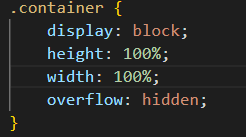 .container {
    display: block;
    height: 100%;
    width: 100%;
    overflow: hidden;
}